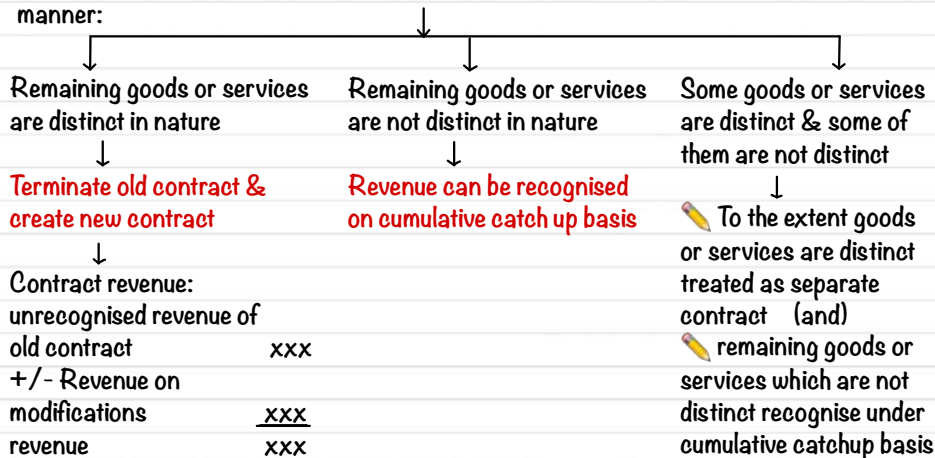 manner:
Remaining goods or services
are distinct in nature
Terminate old contract &
create new contract
Contract revenue:
unrecognised revenue of
old contract xxx
+/- Revenue on
modifications xxx
revenue xxx
Remaining goods or services
are not distinct in nature
Revenue can be recognised
on cumulative catch up basis
Some goods or services
are distinct & some of
them are not distinct
To the extent goods
or services are distinct
treated as separate
contract (and)
remaining goods or
services which are not
distinct recognise under
cumulative catchup basis